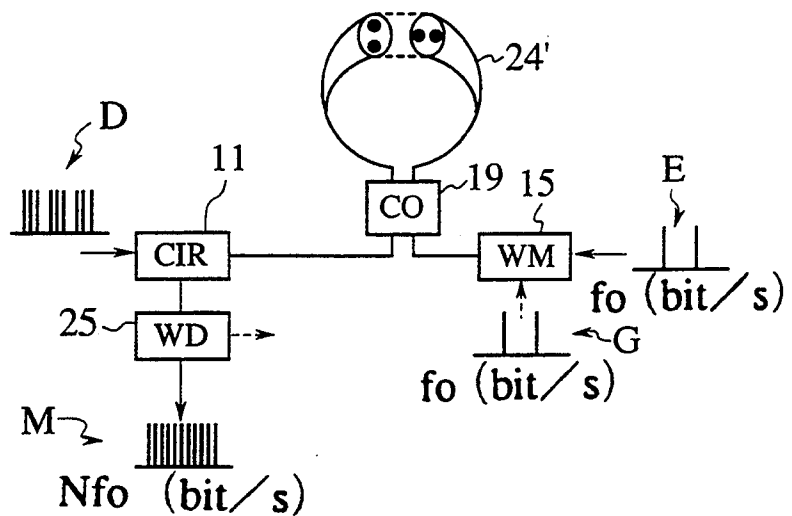 24'
D
11
19
CO
15
E
CIR
WM
fo (bit/s)
25
WD
G
fo (bit/s)
M
Nfo (bit/s)